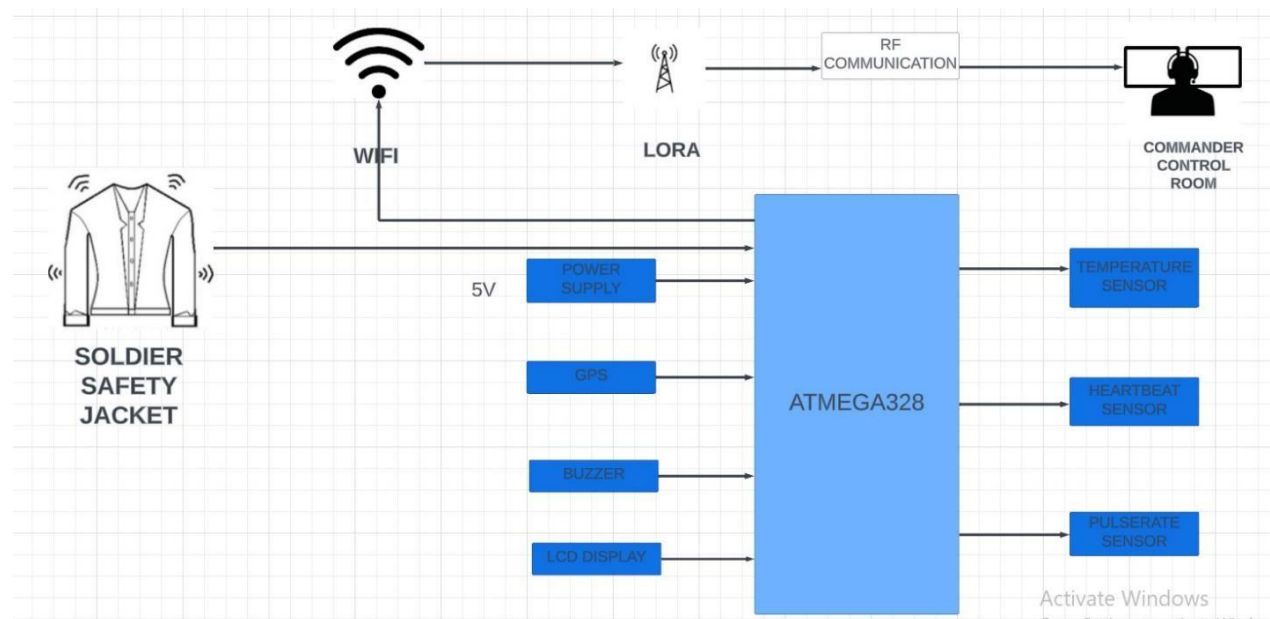 RF
COMMUNICATION
WIFI
LORA
COMMANDER
CONTROL
ROOM
SOLDIER
SAFETY
JACKET
5V
POWER
SUPPLY
GPS
BUZZER
LCD DISPLAY
ATMEGA328
TEMPERATURE
SENSOR
HEARTBEAT
SENSOR
PULSERATE
SENSOR
Activate Windows